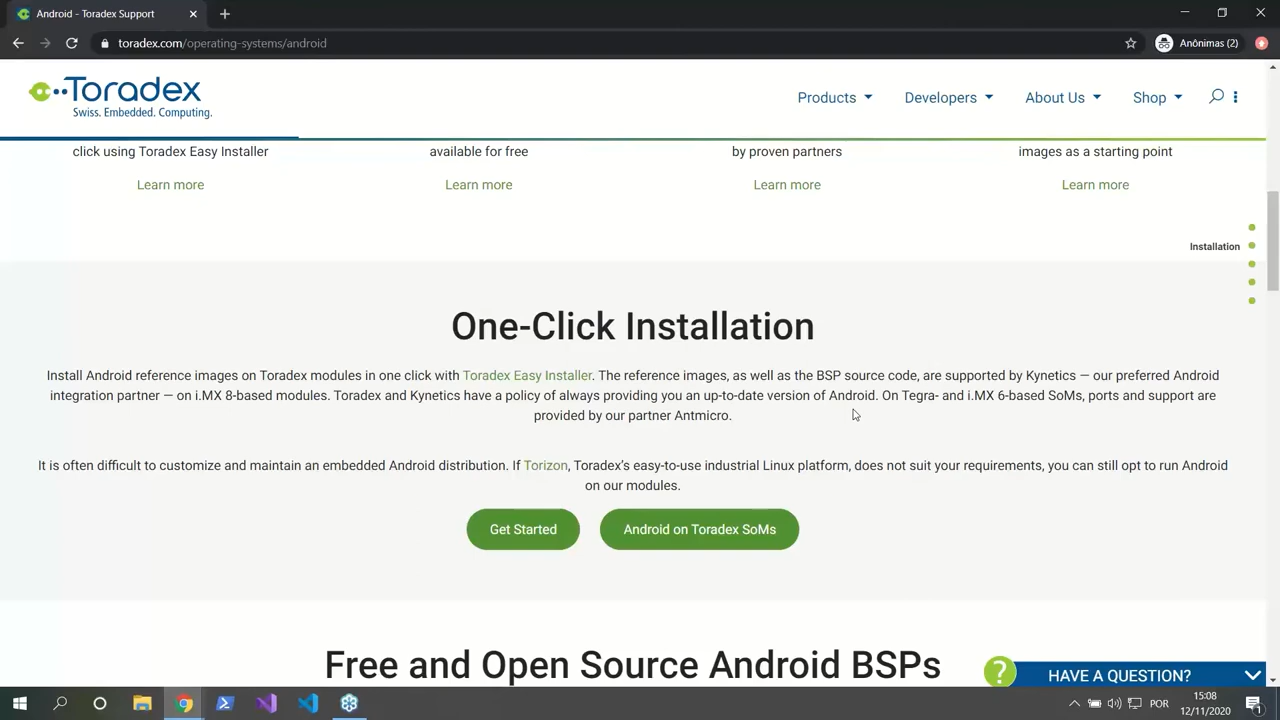 Android - Toradex Support
toradex.com/operating-systems/android
Anônimas (2)
Toradex
Swiss. Embedded. Computing.
Products
Developers
About Us
Shop
click using Toradex Easy Installer
available for free
by proven partners
images as a starting point
Learn more
Learn more
Learn more
Learn more
Installation
One-Click Installation
Install Android reference images on Toradex modules in one click with Toradex Easy Installer. The reference images, as well as the BSP source code, are supported by Kynetics — our preferred Android
integration partner — on i.MX 8-based modules. Toradex and Kynetics have a policy of always providing you an up-to-date version of Android. On Tegra- and i.MX 6-based SoMs, ports and support are
provided by our partner Antmicro.
It is often difficult to customize and maintain an embedded Android distribution. If Torizon, Toradex’s easy-to-use industrial Linux platform, does not suit your requirements, you can still opt to run Android
on our modules.
Get Started
Android on Toradex SoMs
Free and Open Source Android BSPs
?
HAVE A QUESTION?
POR
15:08
12/11/2020
1